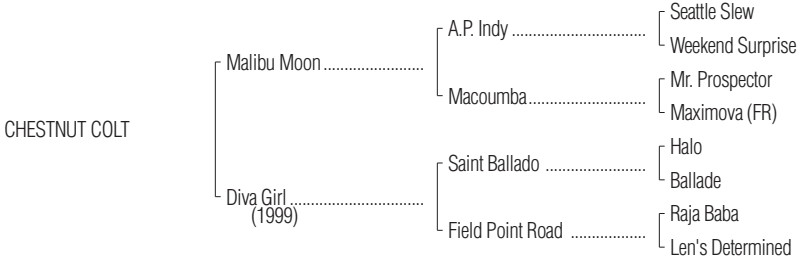 Seattle Slew
A.P. Indy ................................
Weekend Surprise
Malibu Moon........................
Mr. Prospector
Macoumba............................
Maximova (FR)
CHESTNUT COLT
Halo
Saint Ballado ........................
Ballade
Diva Girl ................................
(1999)
Raja Baba
Field Point Road ..................
Len's Determined